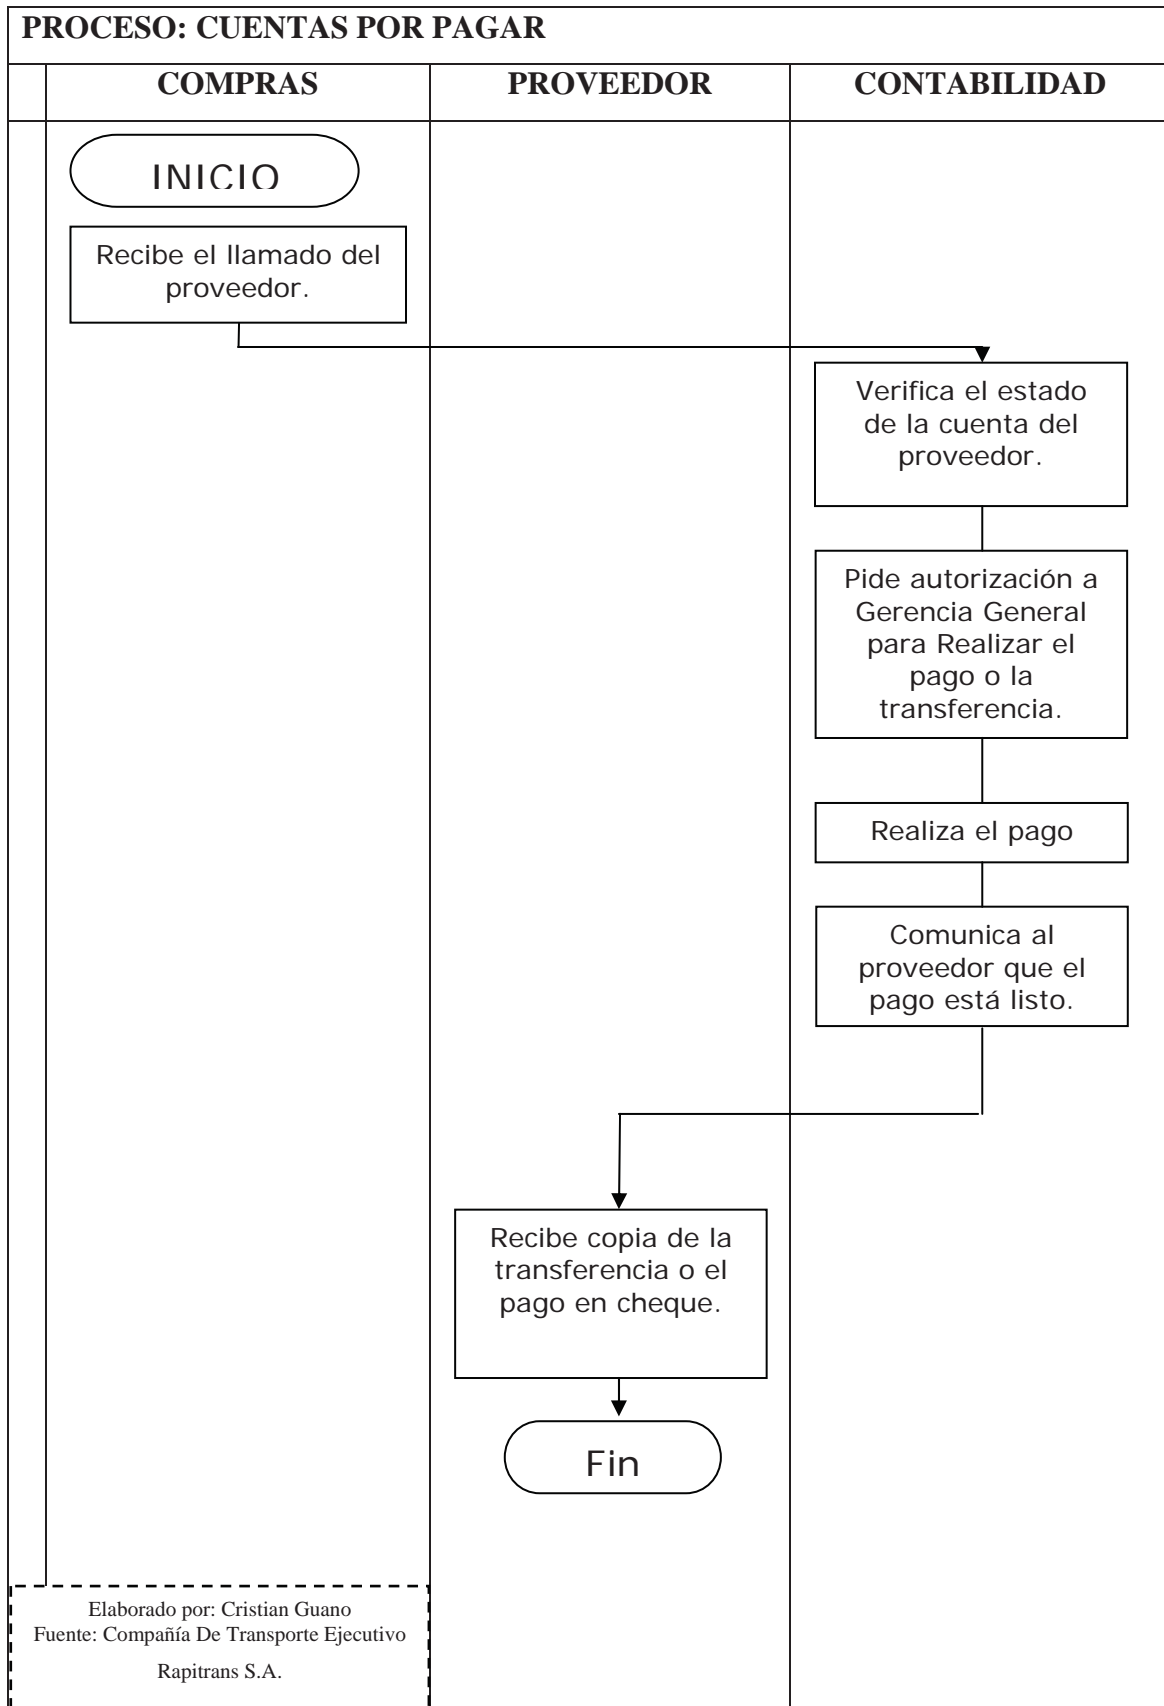 PROCESO: CUENTAS POR PAGAR
COMPRAS
PROVEEDOR
CONTABILIDAD
INICIO
Recibe el llamado del
proveedor.
Verifica el estado
de la cuenta del
proveedor.
Pide autorización a
Gerencia General
para Realizar el
pago o la
transferencia.
Realiza el pago
Comunica al
proveedor que el
pago está listo.
Recibe copia de la
transferencia o el
pago en cheque.
Fin
Elaborado por: Cristian Guano
Fuente: Compañía De Transporte Ejecutivo
Rapitrans S.A.